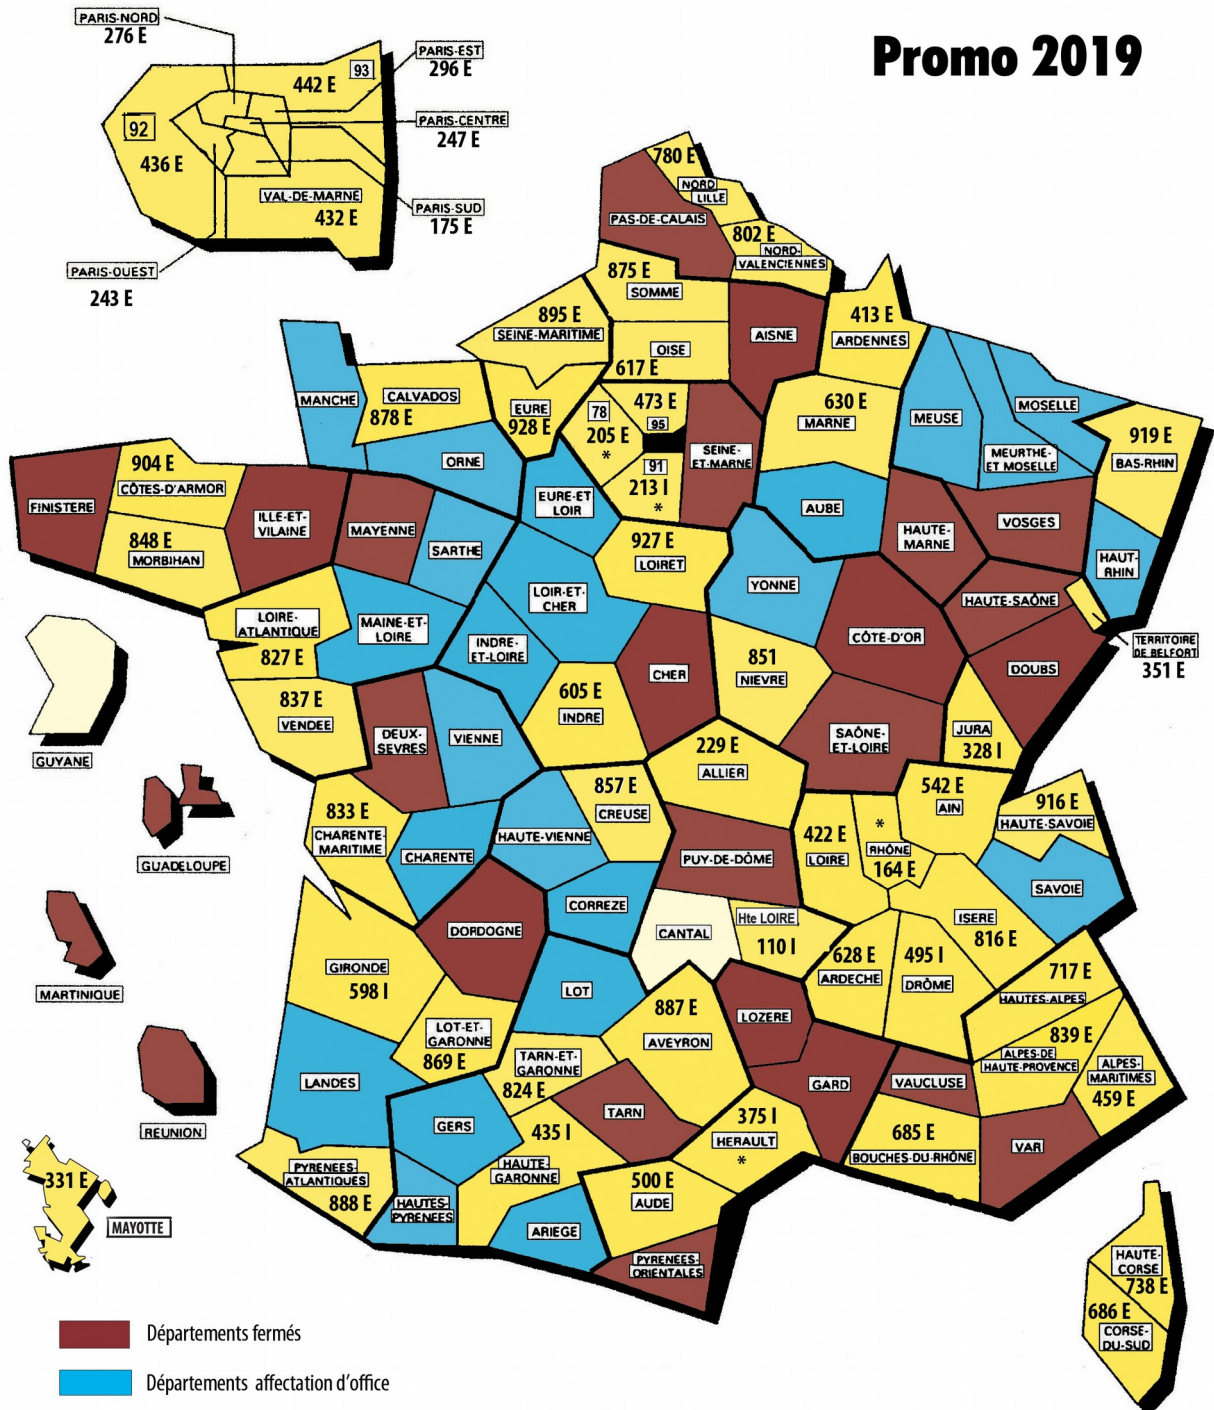 Promo 2019
PARIS-NORD
276 E
PARIS-EST
296 E
93
442 E
PARIS-CENTRE
247 E
92
436 E
VAL-DE-MARNE
432 E
PARIS-SUD
175 E
PARIS-OUEST
243 E
780 E
NORD
LILLE
PAS-DE-CALAIS
802 E
NORD-
VALENCIENNES
875 E
SOMME
895 E
SEINE-MARITIME
OISE
617 E
AISNE
413 E
ARDENNES
MANCHE
CALVADOS
878 E
EURE
928 E
78
205 E
*
473 E
95
91
213 I
*
SEINE-
ET-MARNE
630 E
MARNE
MEUSE
MOSELLE
MEURTHE-
ET MOSELLE
919 E
BAS-RHIN
ORNE
904 E
CÔTES-D'ARMOR
FINISTERE
848 E
MORBIHAN
ILLE-ET-
VILAINE
MAYENNE
SARTHE
EURE-ET
LOIR
AUBE
HAUTE-
MARNE
VOSGES
HAUT-
RHIN
927 E
LOIRET
YONNE
LOIR-ET-
CHER
HAUTE-SAÔNE
LOIRE-
ATLANTIQUE
827 E
MAINE-ET-
LOIRE
INDRE-
ET-LOIRE
CÔTE-D'OR
TERRITOIRE
DE BELFORT
351 E
DOUBS
837 E
VENDEE
DEUX-
SEVRES
VIENNE
605 E
INDRE
CHER
851
NIEVRE
SAÔNE-
ET-LOIRE
JURA
328 I
GUYANE
229 E
ALLIER
542 E
AIN
916 E
HAUTE-SAVOIE
833 E
CHARENTE-
MARITIME
CHARENTE
HAUTE-VIENNE
857 E
CREUSE
PUY-DE-DÔME
422 E
LOIRE
*
RHÔNE
164 E
SAVOIE
GUADELOUPE
DORDOGNE
CORREZE
CANTAL
Hte LOIRE
110 I
ISERE
816 E
628 E
ARDECHE
495 I
DRÔME
717 E
HAUTES-ALPES
MARTINIQUE
GIRONDE
598 I
LOT
887 E
AVEYRON
LOZERE
LOT-ET-
GARONNE
869 E
TARN-ET-
GARONNE
824 E
839 E
ALPES-DE
HAUTE-PROVENCE
ALPES-
MARITIMES
459 E
LANDES
TARN
GARD
VAUCLUSE
REUNION
GERS
435 I
HAUTE
GARONNE
375 I
HERAULT
*
685 E
BOUCHES-DU-RHÔNE
VAR
PYRENEES-
ATLANTIQUES
888 E
HAUTES-
PYRENEES
ARIEGE
500 E
AUDE
PYRENEES-
ORIENTALES
331 E
MAYOTTE
HAUTE-
CORSE
738 E
686 E
CORSE-
DU-SUD
Départements fermés
Départements affectation d'office